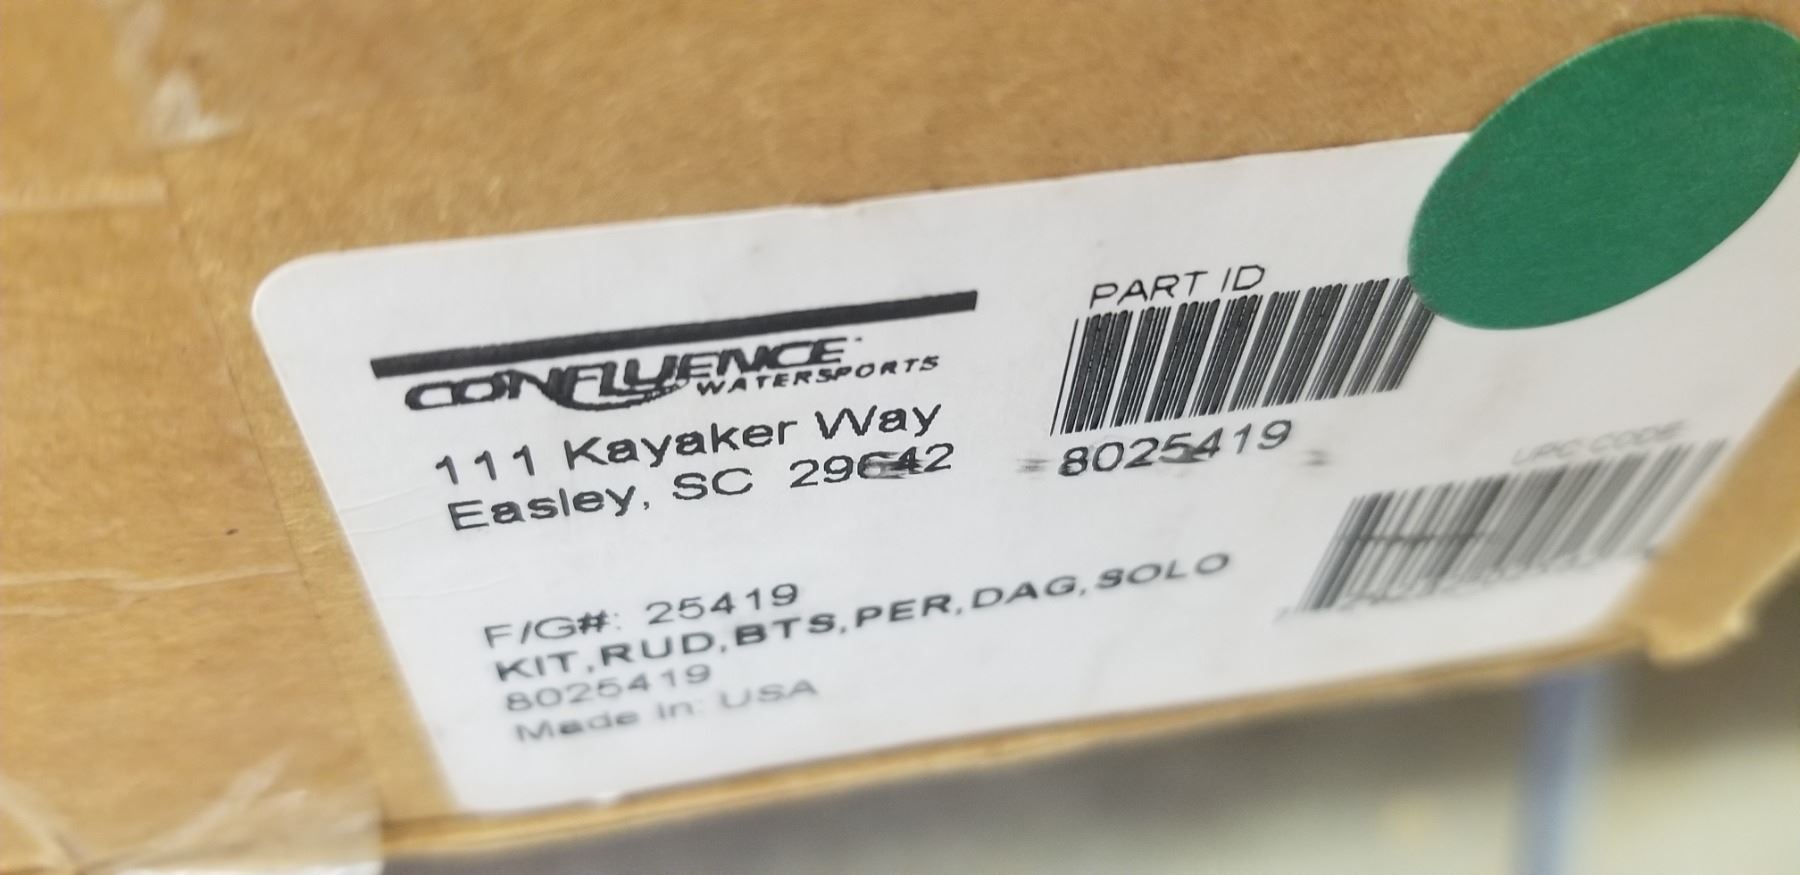 CONFLUENCE
WATERSPORTS
111 Kayaker Way
Easley, SC 29642
PART ID
8025419
UPC CODE
F/G#: 25419
KIT,RUD,BTS,PER,DAG,SOLO
8025419
Made In: USA